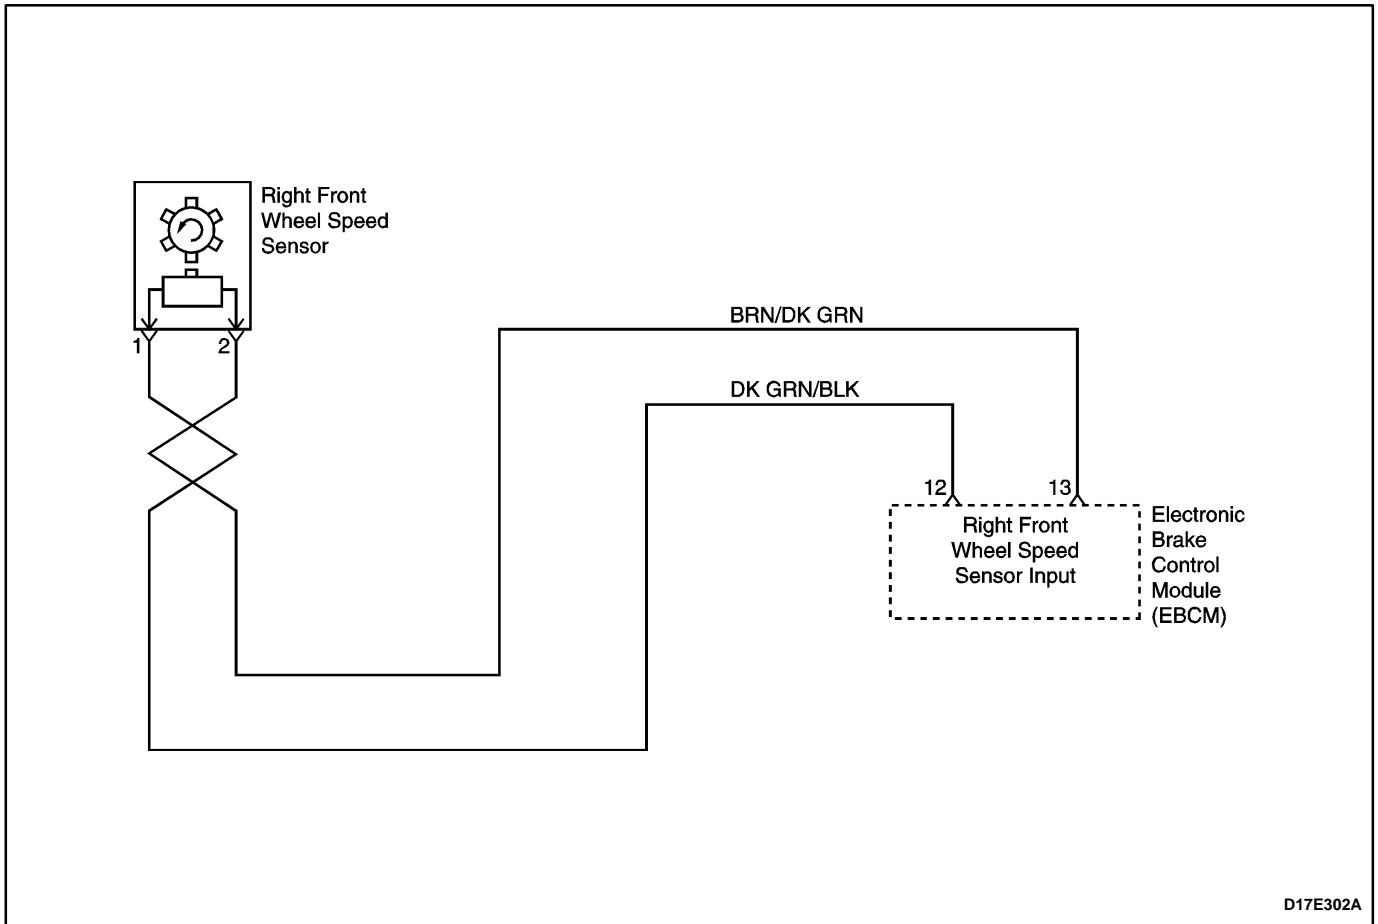 Right Front
Wheel Speed
Sensor
1
2
BRN/DK GRN
DK GRN/BLK
12
13
Right Front
Wheel Speed
Sensor Input
Electronic
Brake
Control
Module
(EBCM)
D17E302A